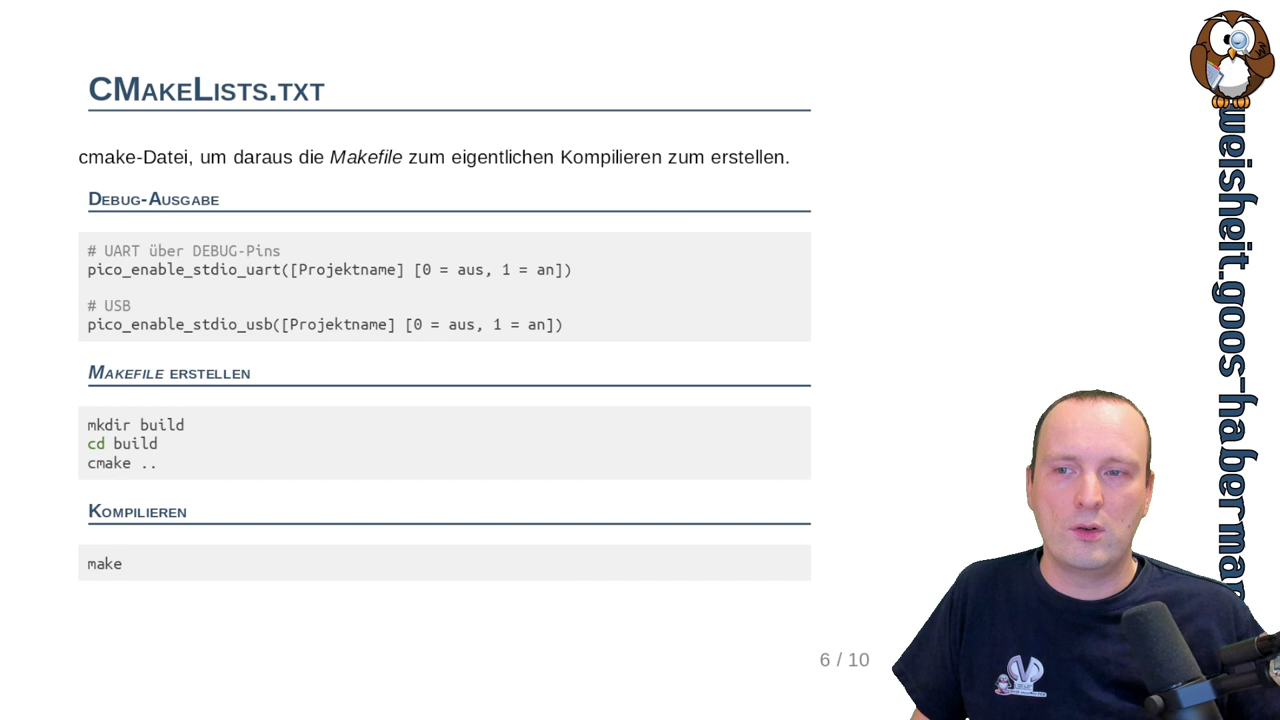 CMakeLists.txt
cmake-Datei, um daraus die Makefile zum eigentlichen Kompilieren zum erstellen.
Debug-Ausgabe
# UART über DEBUG-Pins
pico_enable_stdio_uart([Projektname] [0 = aus, 1 = an])
# USB
pico_enable_stdio_usb([Projektname] [0 = aus, 1 = an])
Makefile erstellen
mkdir build
cd build
cmake ..
Kompilieren
make
6 / 10
weisheit.goos-haberman